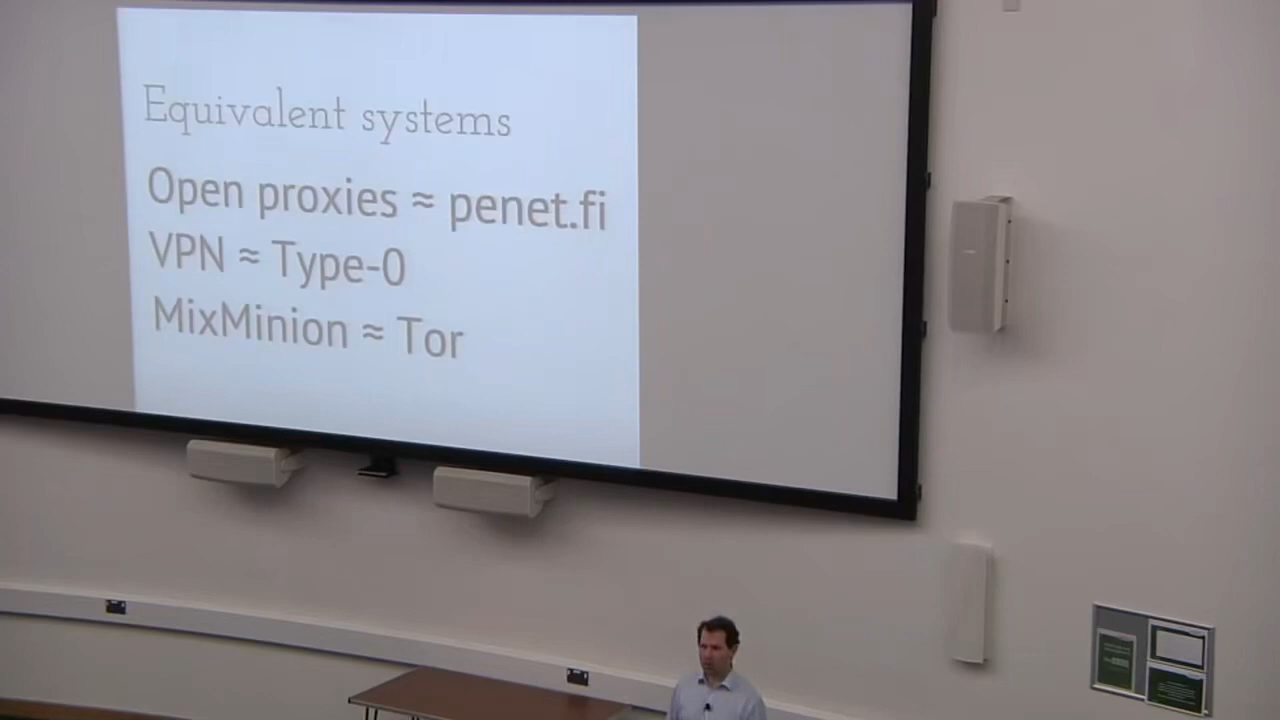 Equivalent systems
Open proxies ≈ penet.fi
VPN ≈ Type-0
MixMinion ≈ Tor